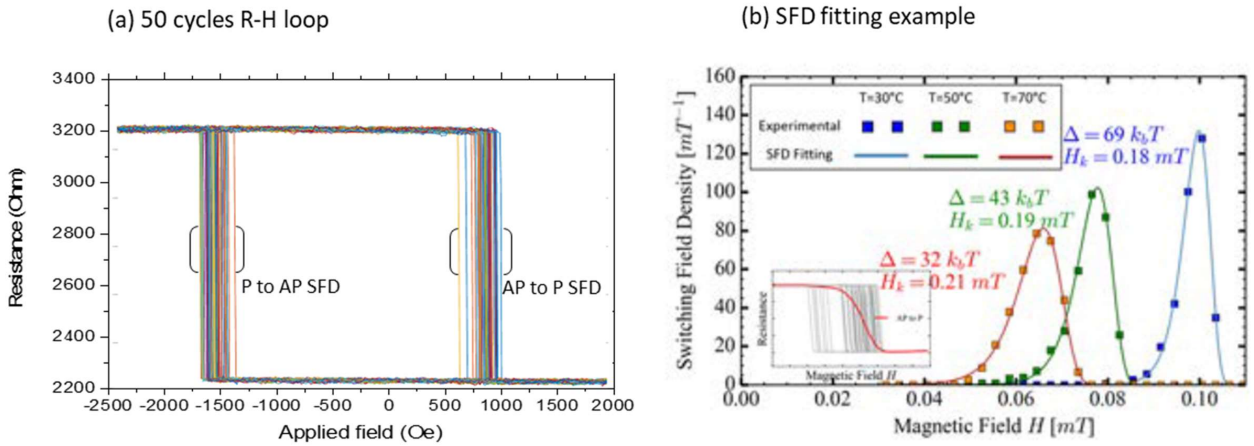 (a) 50 cycles R-H loop
3400
3200
3000
2800
2600
2400
2200
Resistance (Ohm)
P to AP SFD
AP to P SFD
-2500 -2000 -1500 -1000 -500 0 500 1000 1500 2000
Applied field (Oe)
(b) SFD fitting example
160
140
120
100
80
60
40
20
0
Switching Field Density [mT⁻¹]
T=30°C T=50°C T=70°C
Experimental
SFD Fitting
Δ = 69 k_bT
H_k = 0.18 mT
Δ = 43 k_bT
H_k = 0.19 mT
Δ = 32 k_bT
H_k = 0.21 mT
Resistance
AP to P
Magnetic Field H
0.00 0.02 0.04 0.06 0.08 0.10
Magnetic Field H [mT]